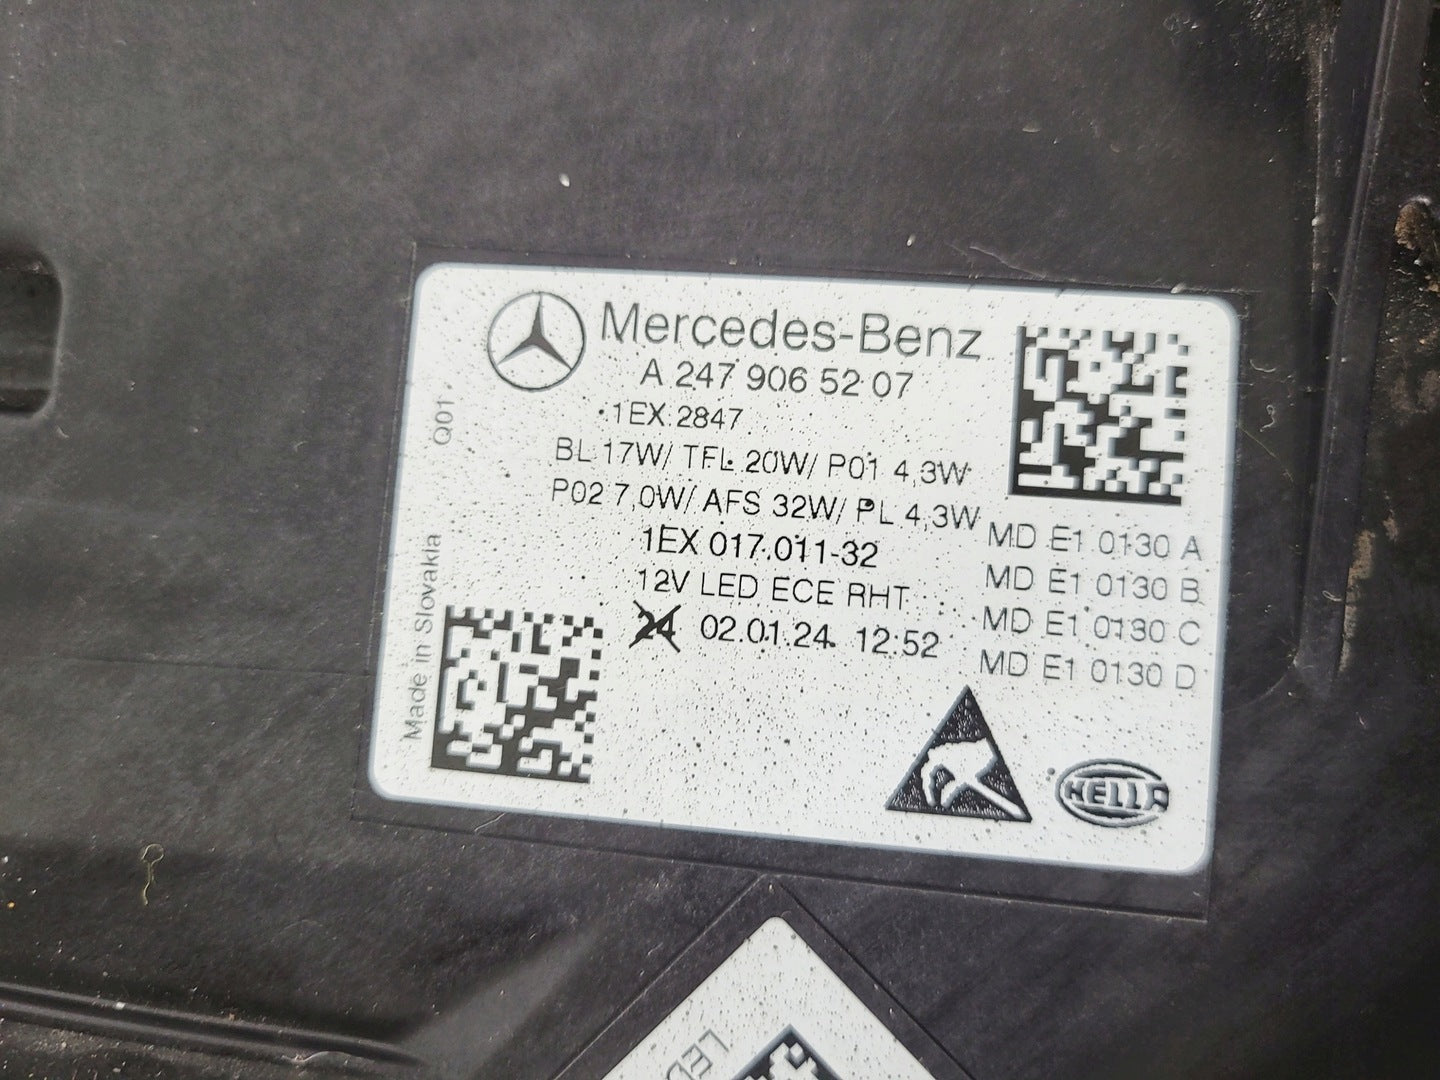 Mercedes-Benz
A 247 906 52 07
1EX 2847
BL 17W/ TFL 20W/ P01 4,3W
P02 7,0W/ AFS 32W/ PL 4,3W
1EX 017.011-32
12V LED ECE RHT
24 02.01.24 12:52
MD E1 0130 A
MD E1 0130 B
MD E1 0130 C
MD E1 0130 D
Q01
Made in Slovakia
HELLA
LED